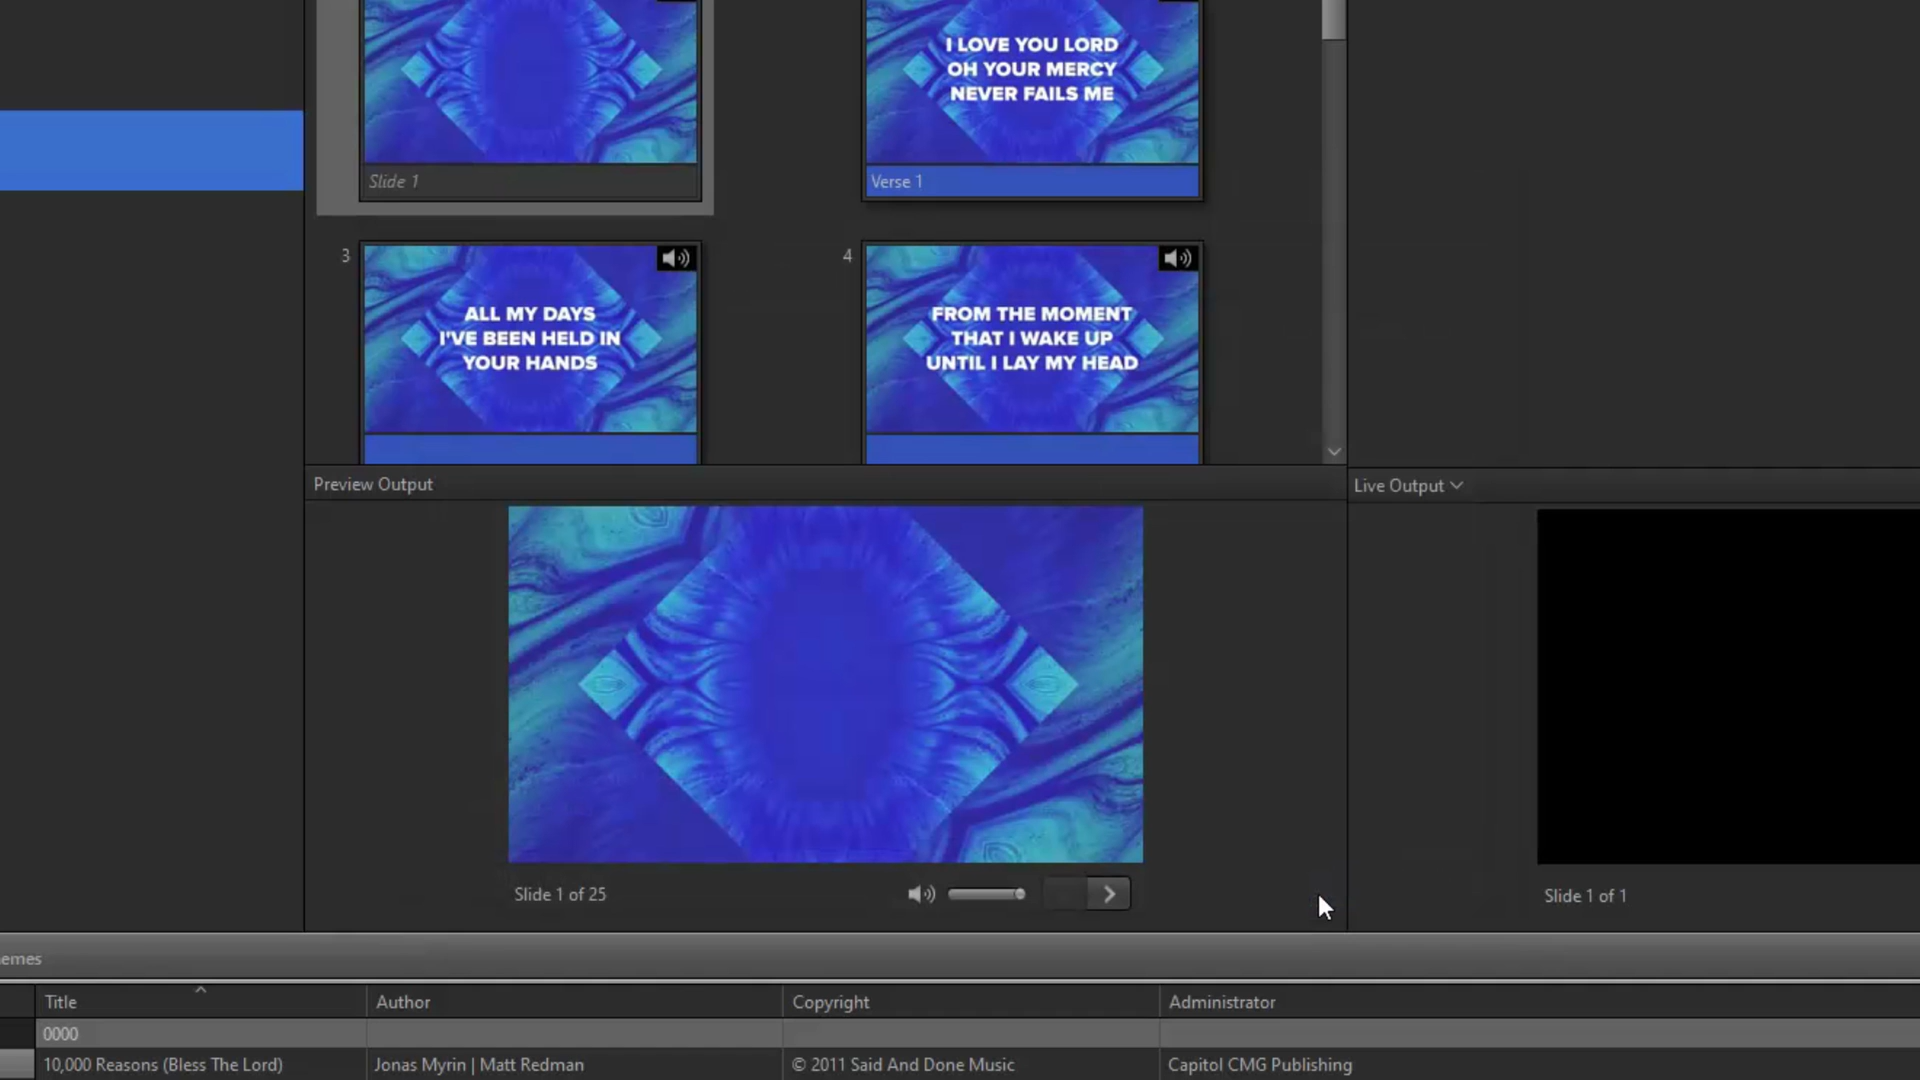 I LOVE YOU LORD
OH YOUR MERCY
NEVER FAILS ME
Slide 1
Verse 1
3
ALL MY DAYS
I'VE BEEN HELD IN
YOUR HANDS
4
FROM THE MOMENT
THAT I WAKE UP
UNTIL I LAY MY HEAD
Preview Output
Live Output
Slide 1 of 25
Slide 1 of 1
emes
Title Author Copyright Administrator
0000
10,000 Reasons (Bless The Lord) Jonas Myrin | Matt Redman © 2011 Said And Done Music Capitol CMG Publishing